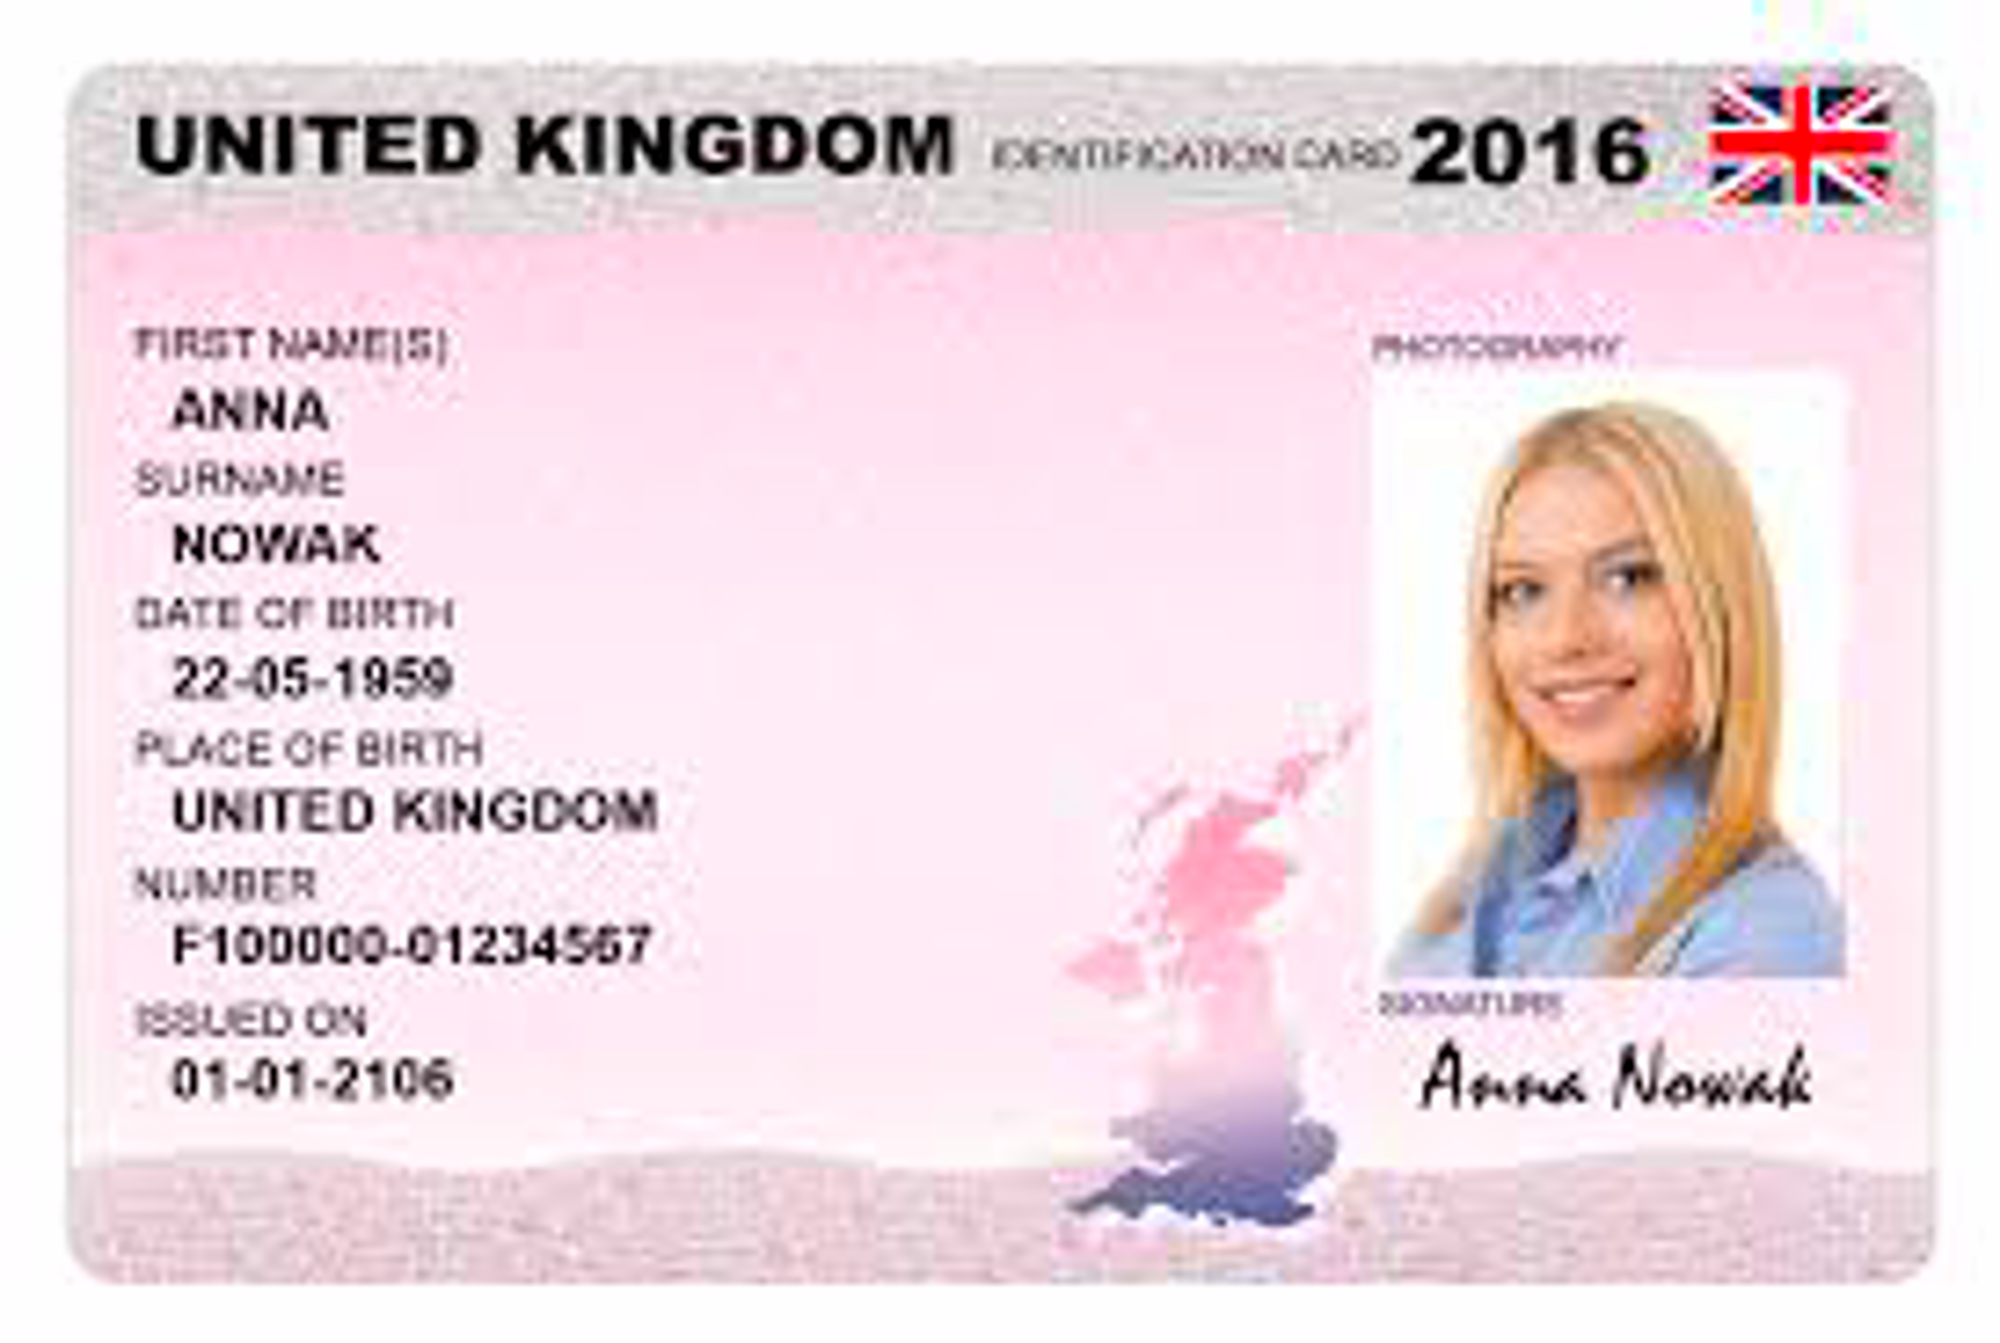 UNITED KINGDOM IDENTIFICATION CARD 2016
FIRST NAME(S)
ANNA
SURNAME
NOWAK
DATE OF BIRTH
22-05-1959
PLACE OF BIRTH
UNITED KINGDOM
NUMBER
F100000-01234567
ISSUED ON
01-01-2106
PHOTOGRAPHY
SIGNATURE
Anna Nowak